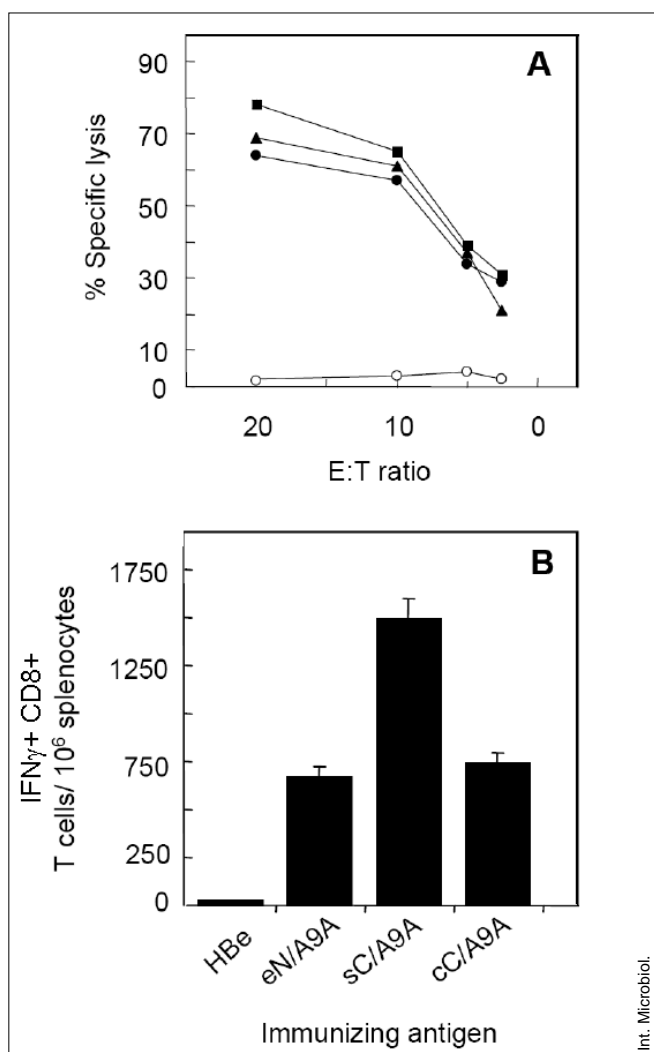 A
90
70
50
30
10
0
% Specific lysis
20 10 0
E:T ratio
B
1750
1250
750
250
0
IFNγ+ CD8+
T cells/ 10⁶ splenocytes
HBe eN/A9A sC/A9A cC/A9A
Immunizing antigen
Int. Microbiol.